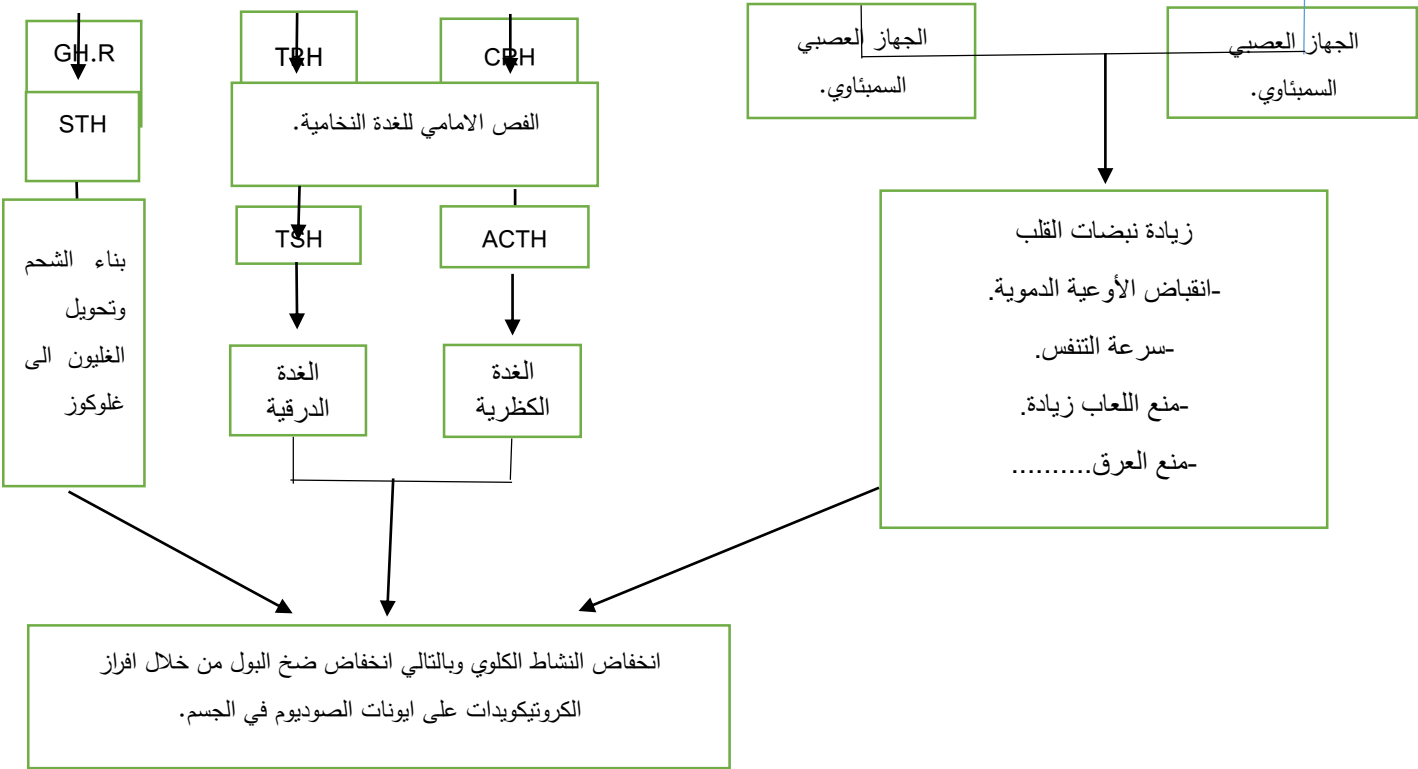 GH.R
TRH
CRH
الجهاز العصبي
السمبثاوي.
الجهاز العصبي
السمبثاوي.
STH
الفص الامامي للغدة النخامية.
TSH
ACTH
زيادة نبضات القلب
-انقباض الأوعية الدموية.
-سرعة التنفس.
-منع اللعاب زيادة.
-منع العرق..........
بناء الشحم
وتحويل
الغليون الى
غلوكوز
الغدة
الدرقية
الغدة
الكظرية
انخفاض النشاط الكلوي وبالتالي انخفاض ضخ البول من خلال افراز
الكروتيكويدات على ايونات الصوديوم في الجسم.